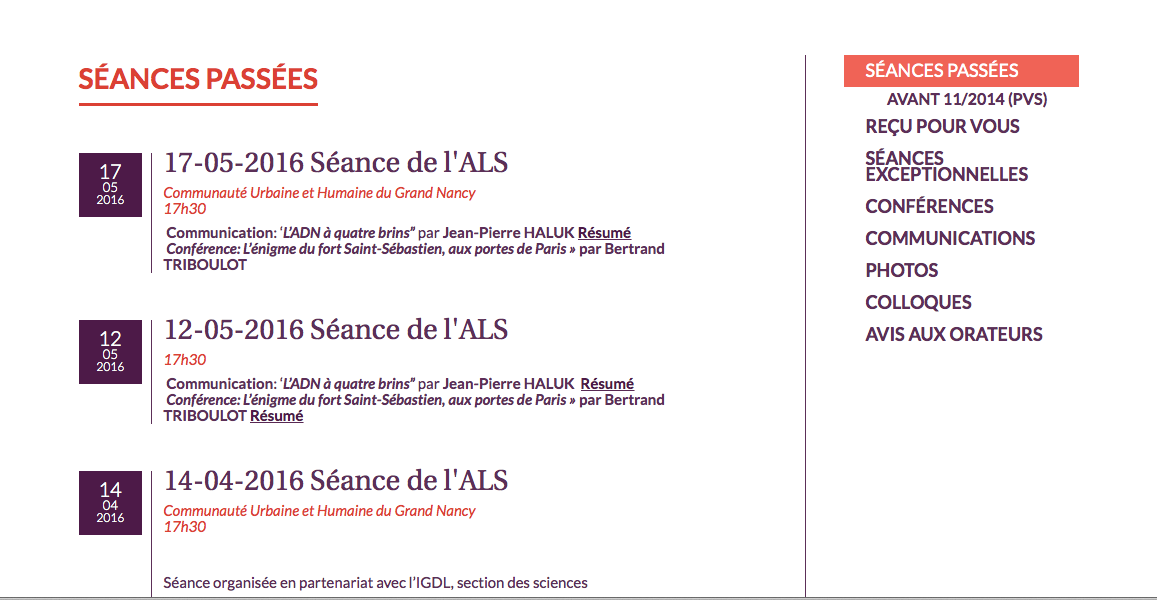 SÉANCES PASSÉES
17
05
2016
17-05-2016 Séance de l'ALS
Communauté Urbaine et Humaine du Grand Nancy
17h30
Communication: ‘L’ADN à quatre brins” par Jean-Pierre HALUK Résumé
Conférence: L’énigme du fort Saint-Sébastien, aux portes de Paris » par Bertrand
TRIBOULOT
12
05
2016
12-05-2016 Séance de l'ALS
17h30
Communication: ‘L’ADN à quatre brins” par Jean-Pierre HALUK Résumé
Conférence: L’énigme du fort Saint-Sébastien, aux portes de Paris » par Bertrand
TRIBOULOT Résumé
14
04
2016
14-04-2016 Séance de l'ALS
Communauté Urbaine et Humaine du Grand Nancy
17h30
Séance organisée en partenariat avec l’IGDL, section des sciences
SÉANCES PASSÉES
AVANT 11/2014 (PVS)
REÇU POUR VOUS
SÉANCES
EXCEPTIONNELLES
CONFÉRENCES
COMMUNICATIONS
PHOTOS
COLLOQUES
AVIS AUX ORATEURS